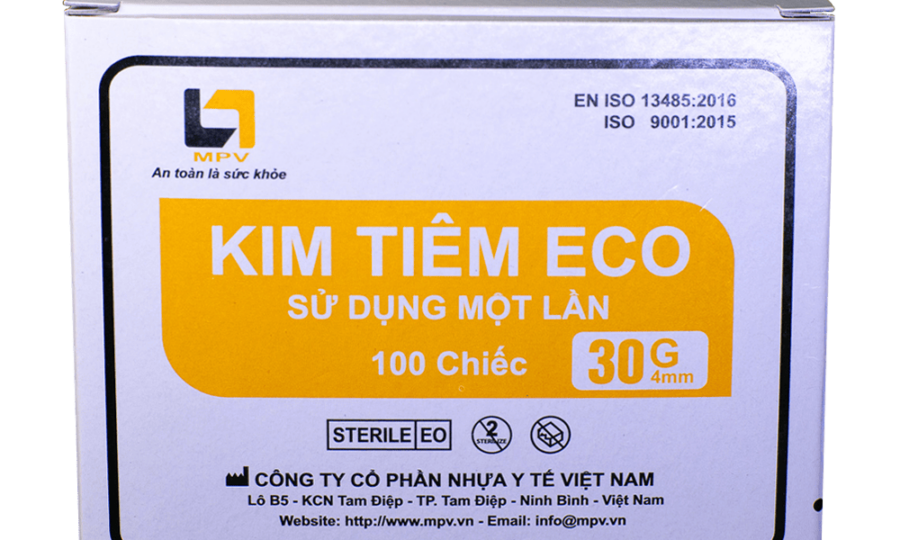 MPV
An toàn là sức khỏe
EN ISO 13485:2016
ISO 9001:2015
KIM TIÊM ECO
SỬ DỤNG MỘT LẦN
100 Chiếc
30G
4mm
STERILE EO
2
STERILIZE
CÔNG TY CỔ PHẦN NHỰA Y TẾ VIỆT NAM
Lô B5 - KCN Tam Điệp - TP. Tam Điệp - Ninh Bình - Việt Nam
Website: http://www.mpv.vn - Email: info@mpv.vn